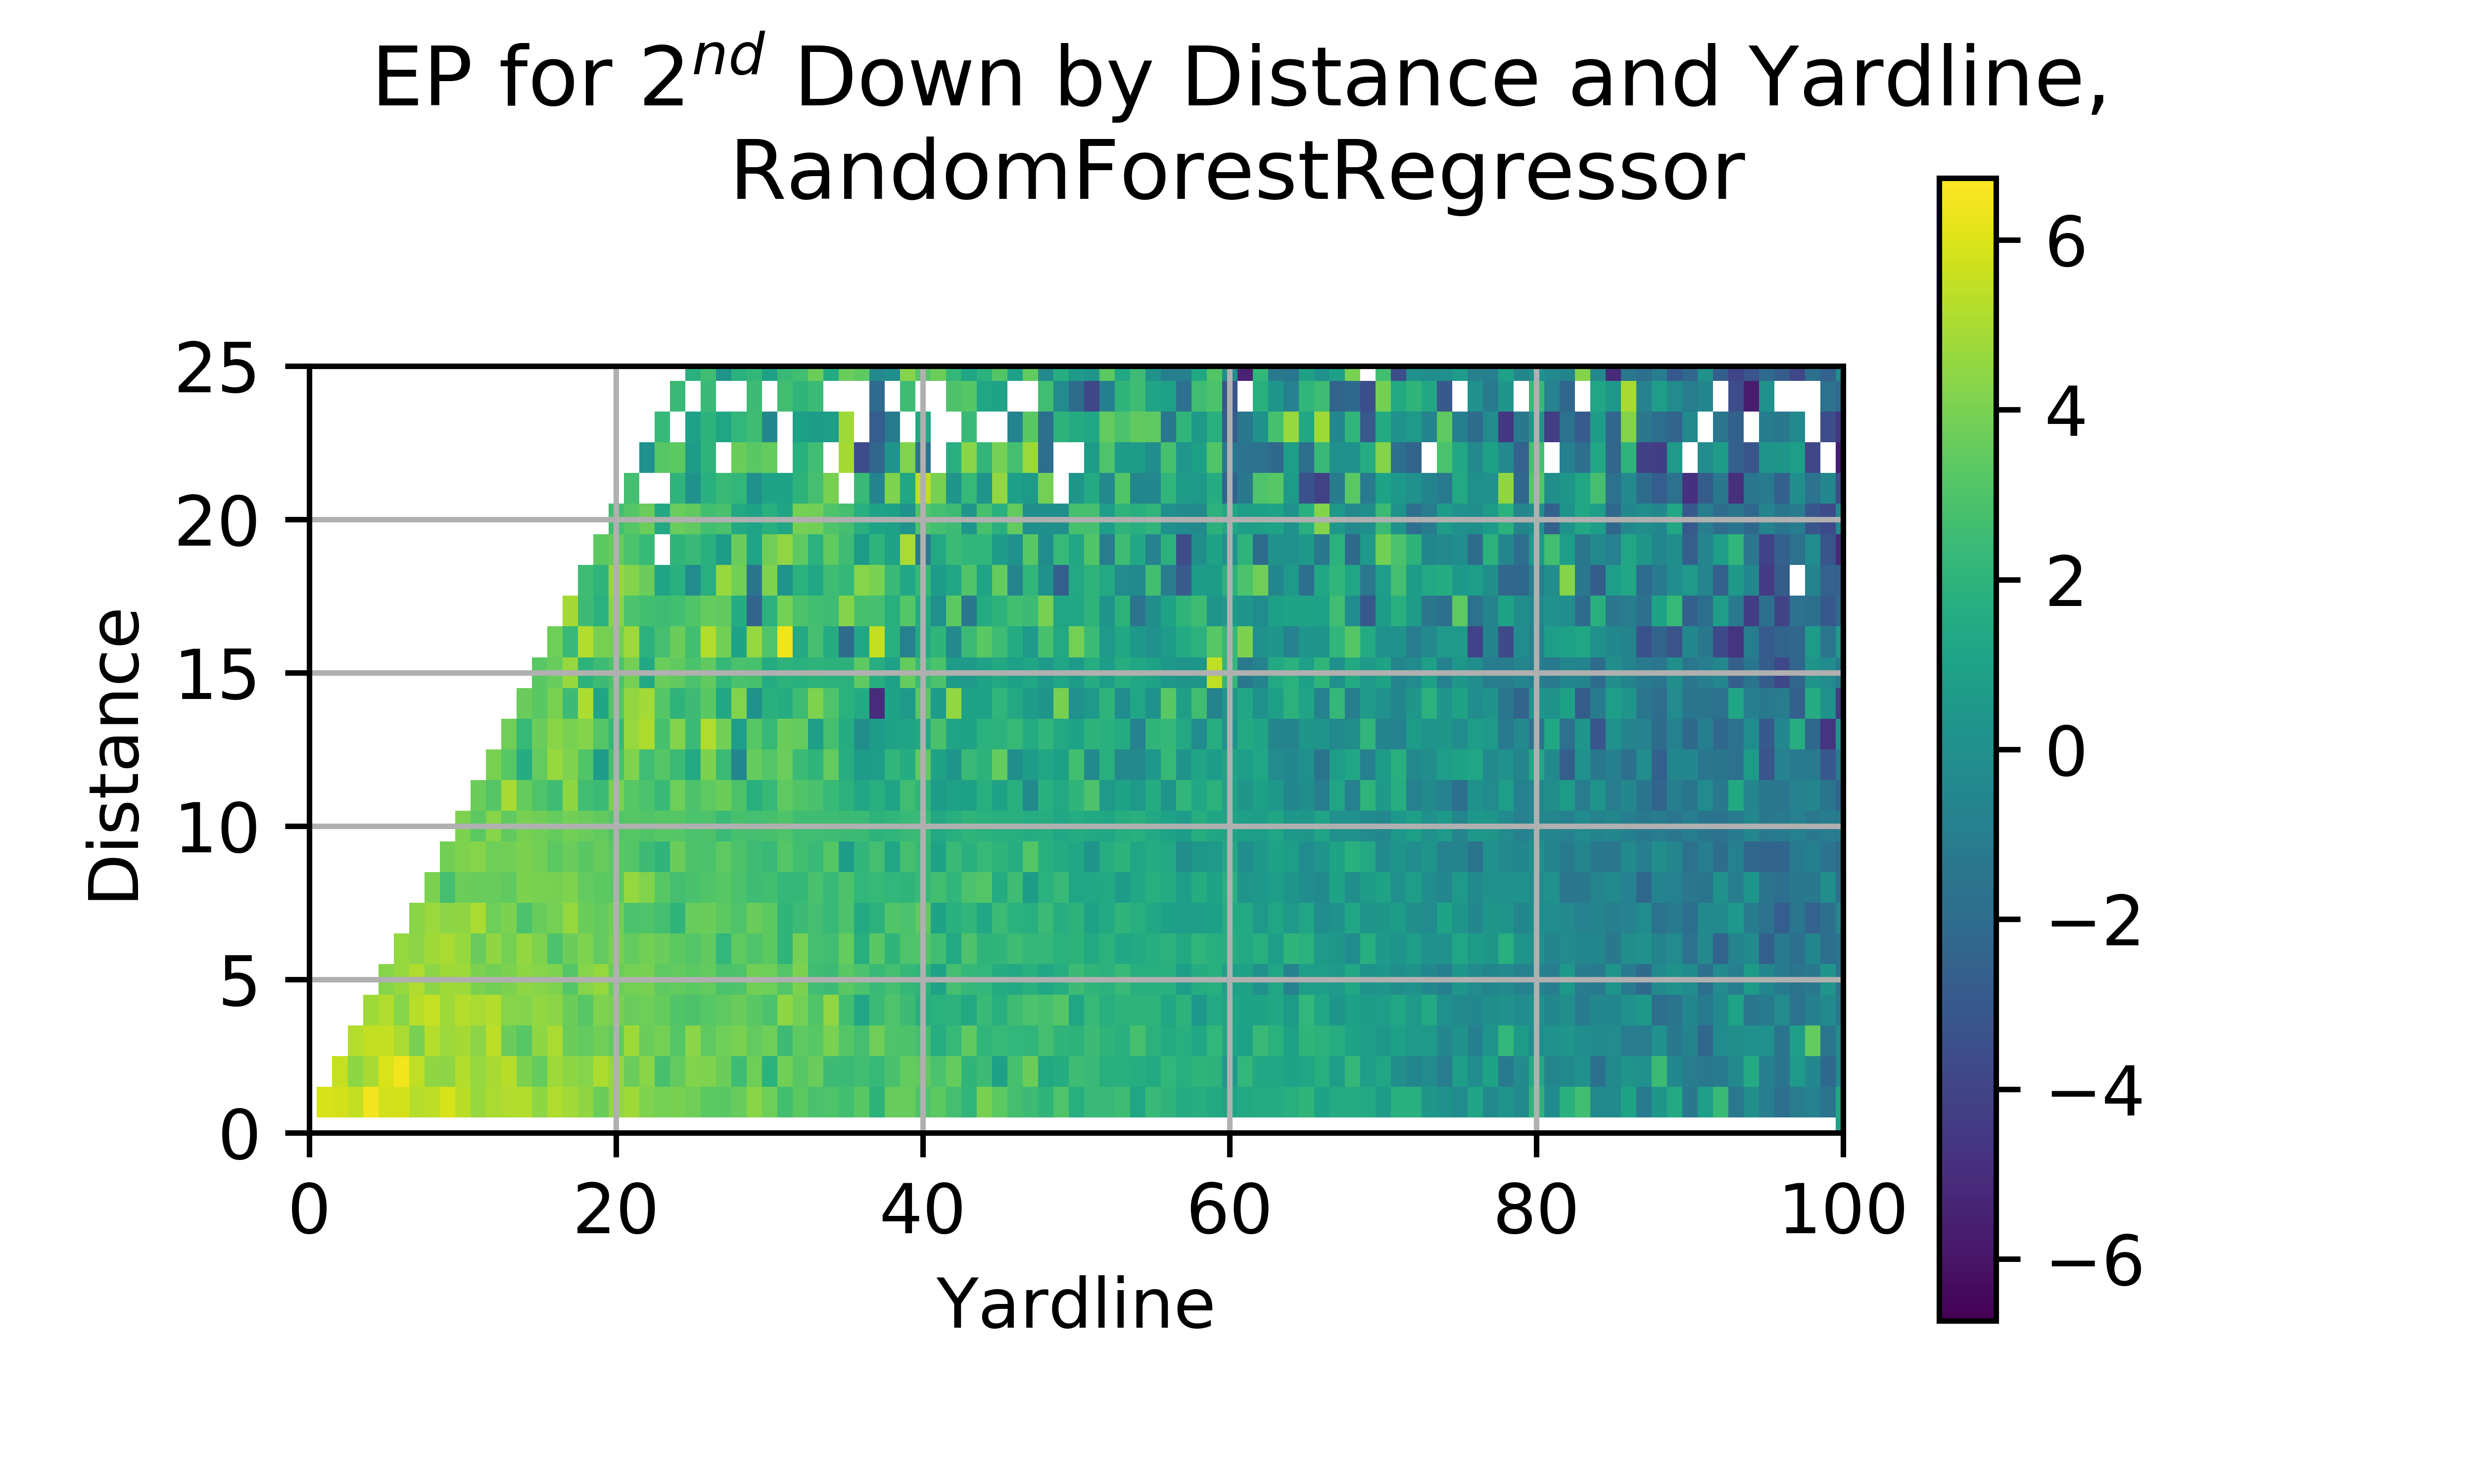 EP for 2nd Down by Distance and Yardline,
RandomForestRegressor
6
4
2
0
−2
−4
−6
25
20
15
10
5
0
Distance
0 20 40 60 80 100
Yardline